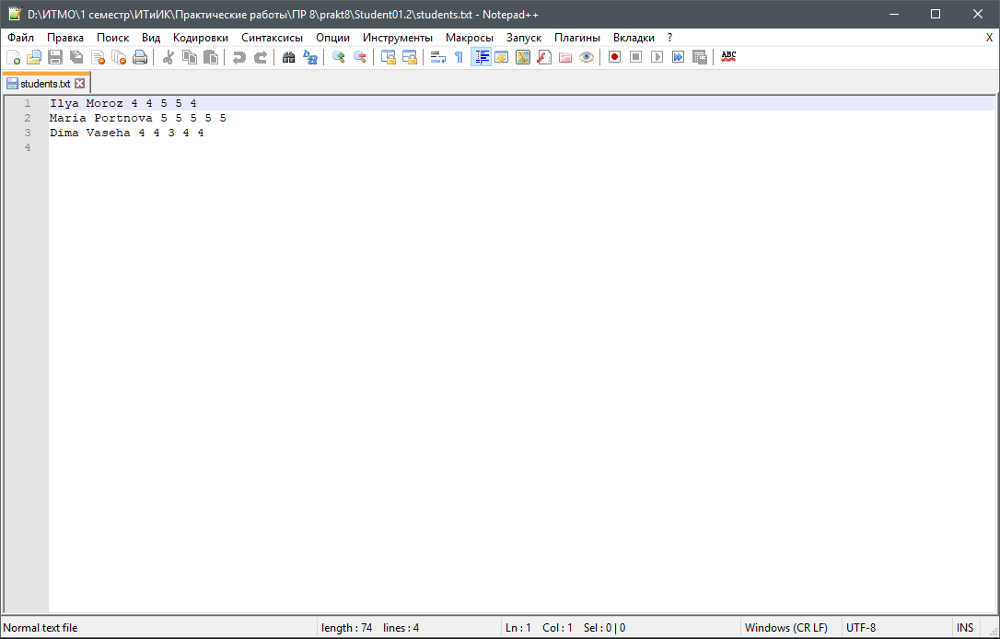 D:\ИТМО\1 семестр\ИТиИК\Практические работы\ПР 8\prakt8\Student01.2\students.txt - Notepad++
Файл Правка Поиск Вид Кодировки Синтаксисы Опции Инструменты Макросы Запуск Плагины Вкладки ? X
ABC
students.txt
1 Ilya Moroz 4 4 5 5 4
2 Maria Portnova 5 5 5 5 5
3 Dima Vaseha 4 4 3 4 4
4
Normal text file length : 74 lines : 4 Ln : 1 Col : 1 Sel : 0 | 0 Windows (CR LF) UTF-8 INS